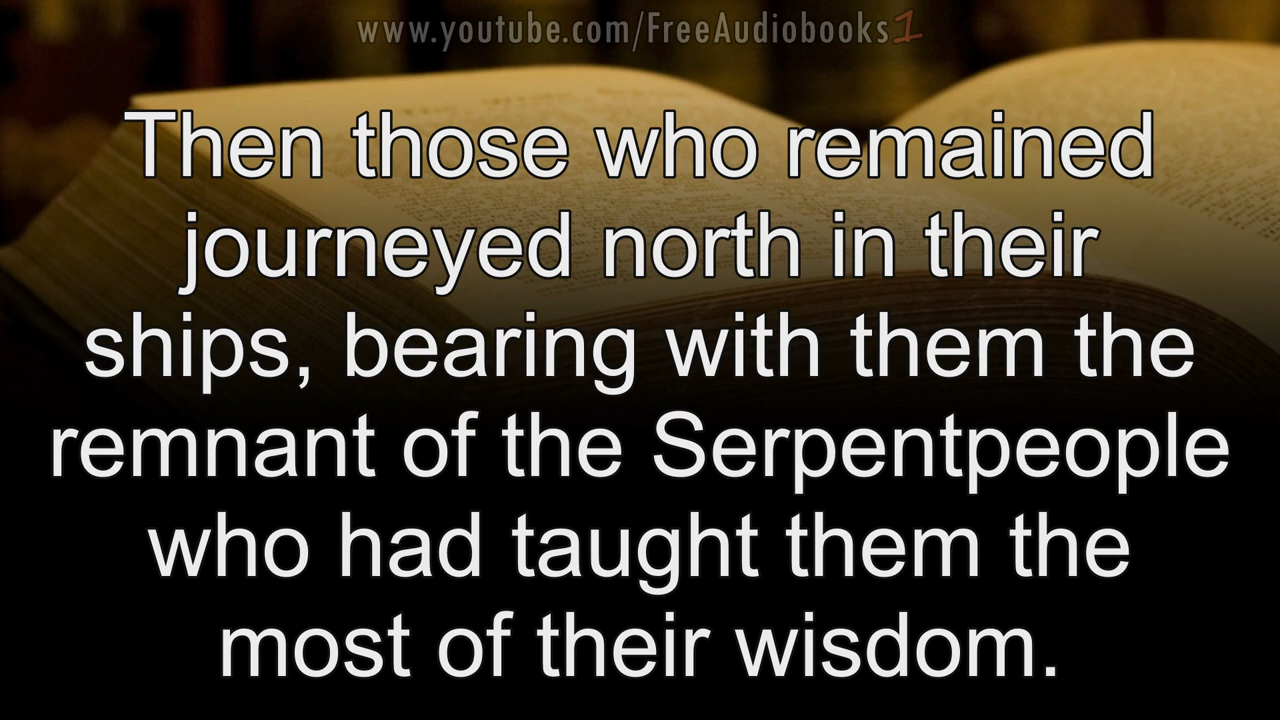 www.youtube.com/FreeAudiobooks1
Then those who remained
journeyed north in their
ships, bearing with them the
remnant of the Serpentpeople
who had taught them the
most of their wisdom.